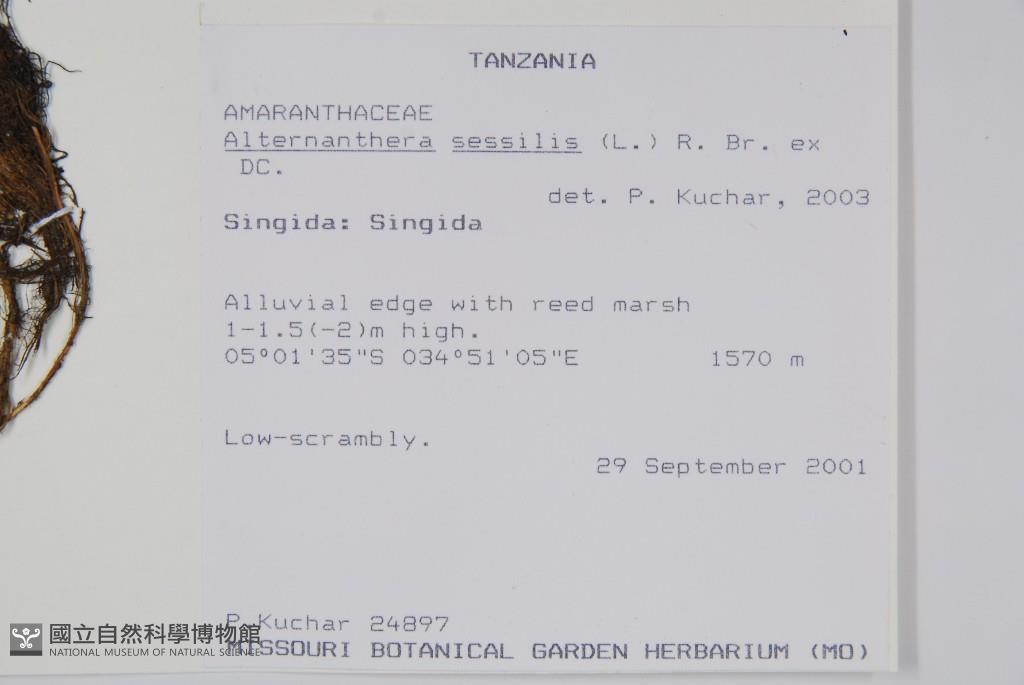 TANZANIA
AMARANTHACEAE
Alternanthera sessilis (L.) R. Br. ex
DC.
det. P. Kuchar, 2003
Singida: Singida
Alluvial edge with reed marsh
1-1.5(-2)m high.
05°01'35"S 034°51'05"E 1570 m
Low-scrambly.
29 September 2001
P. Kuchar 24897
MISSOURI BOTANICAL GARDEN HERBARIUM (MO)
國立自然科學博物館
NATIONAL MUSEUM OF NATURAL SCIENCE